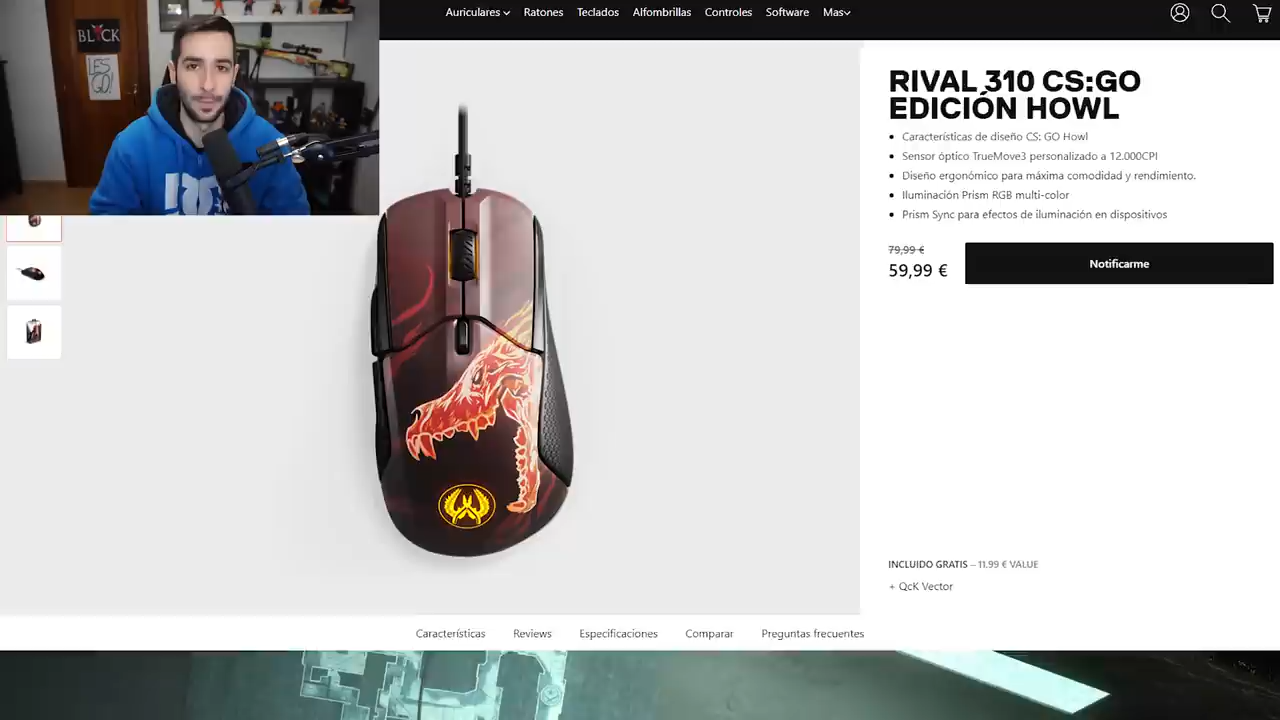 Auriculares Ratones Teclados Alfombrillas Controles Software Mas
BLVCK
LES
GO!
RIVAL 310 CS:GO
EDICIÓN HOWL
Características de diseño CS: GO Howl
Sensor óptico TrueMove3 personalizado a 12.000CPI
Diseño ergonómico para máxima comodidad y rendimiento.
Iluminación Prism RGB multi-color
Prism Sync para efectos de iluminación en dispositivos
79,99 €
59,99 €
Notificarme
INCLUIDO GRATIS – 11.99 € VALUE
+ QcK Vector
Características Reviews Especificaciones Comparar Preguntas frecuentes